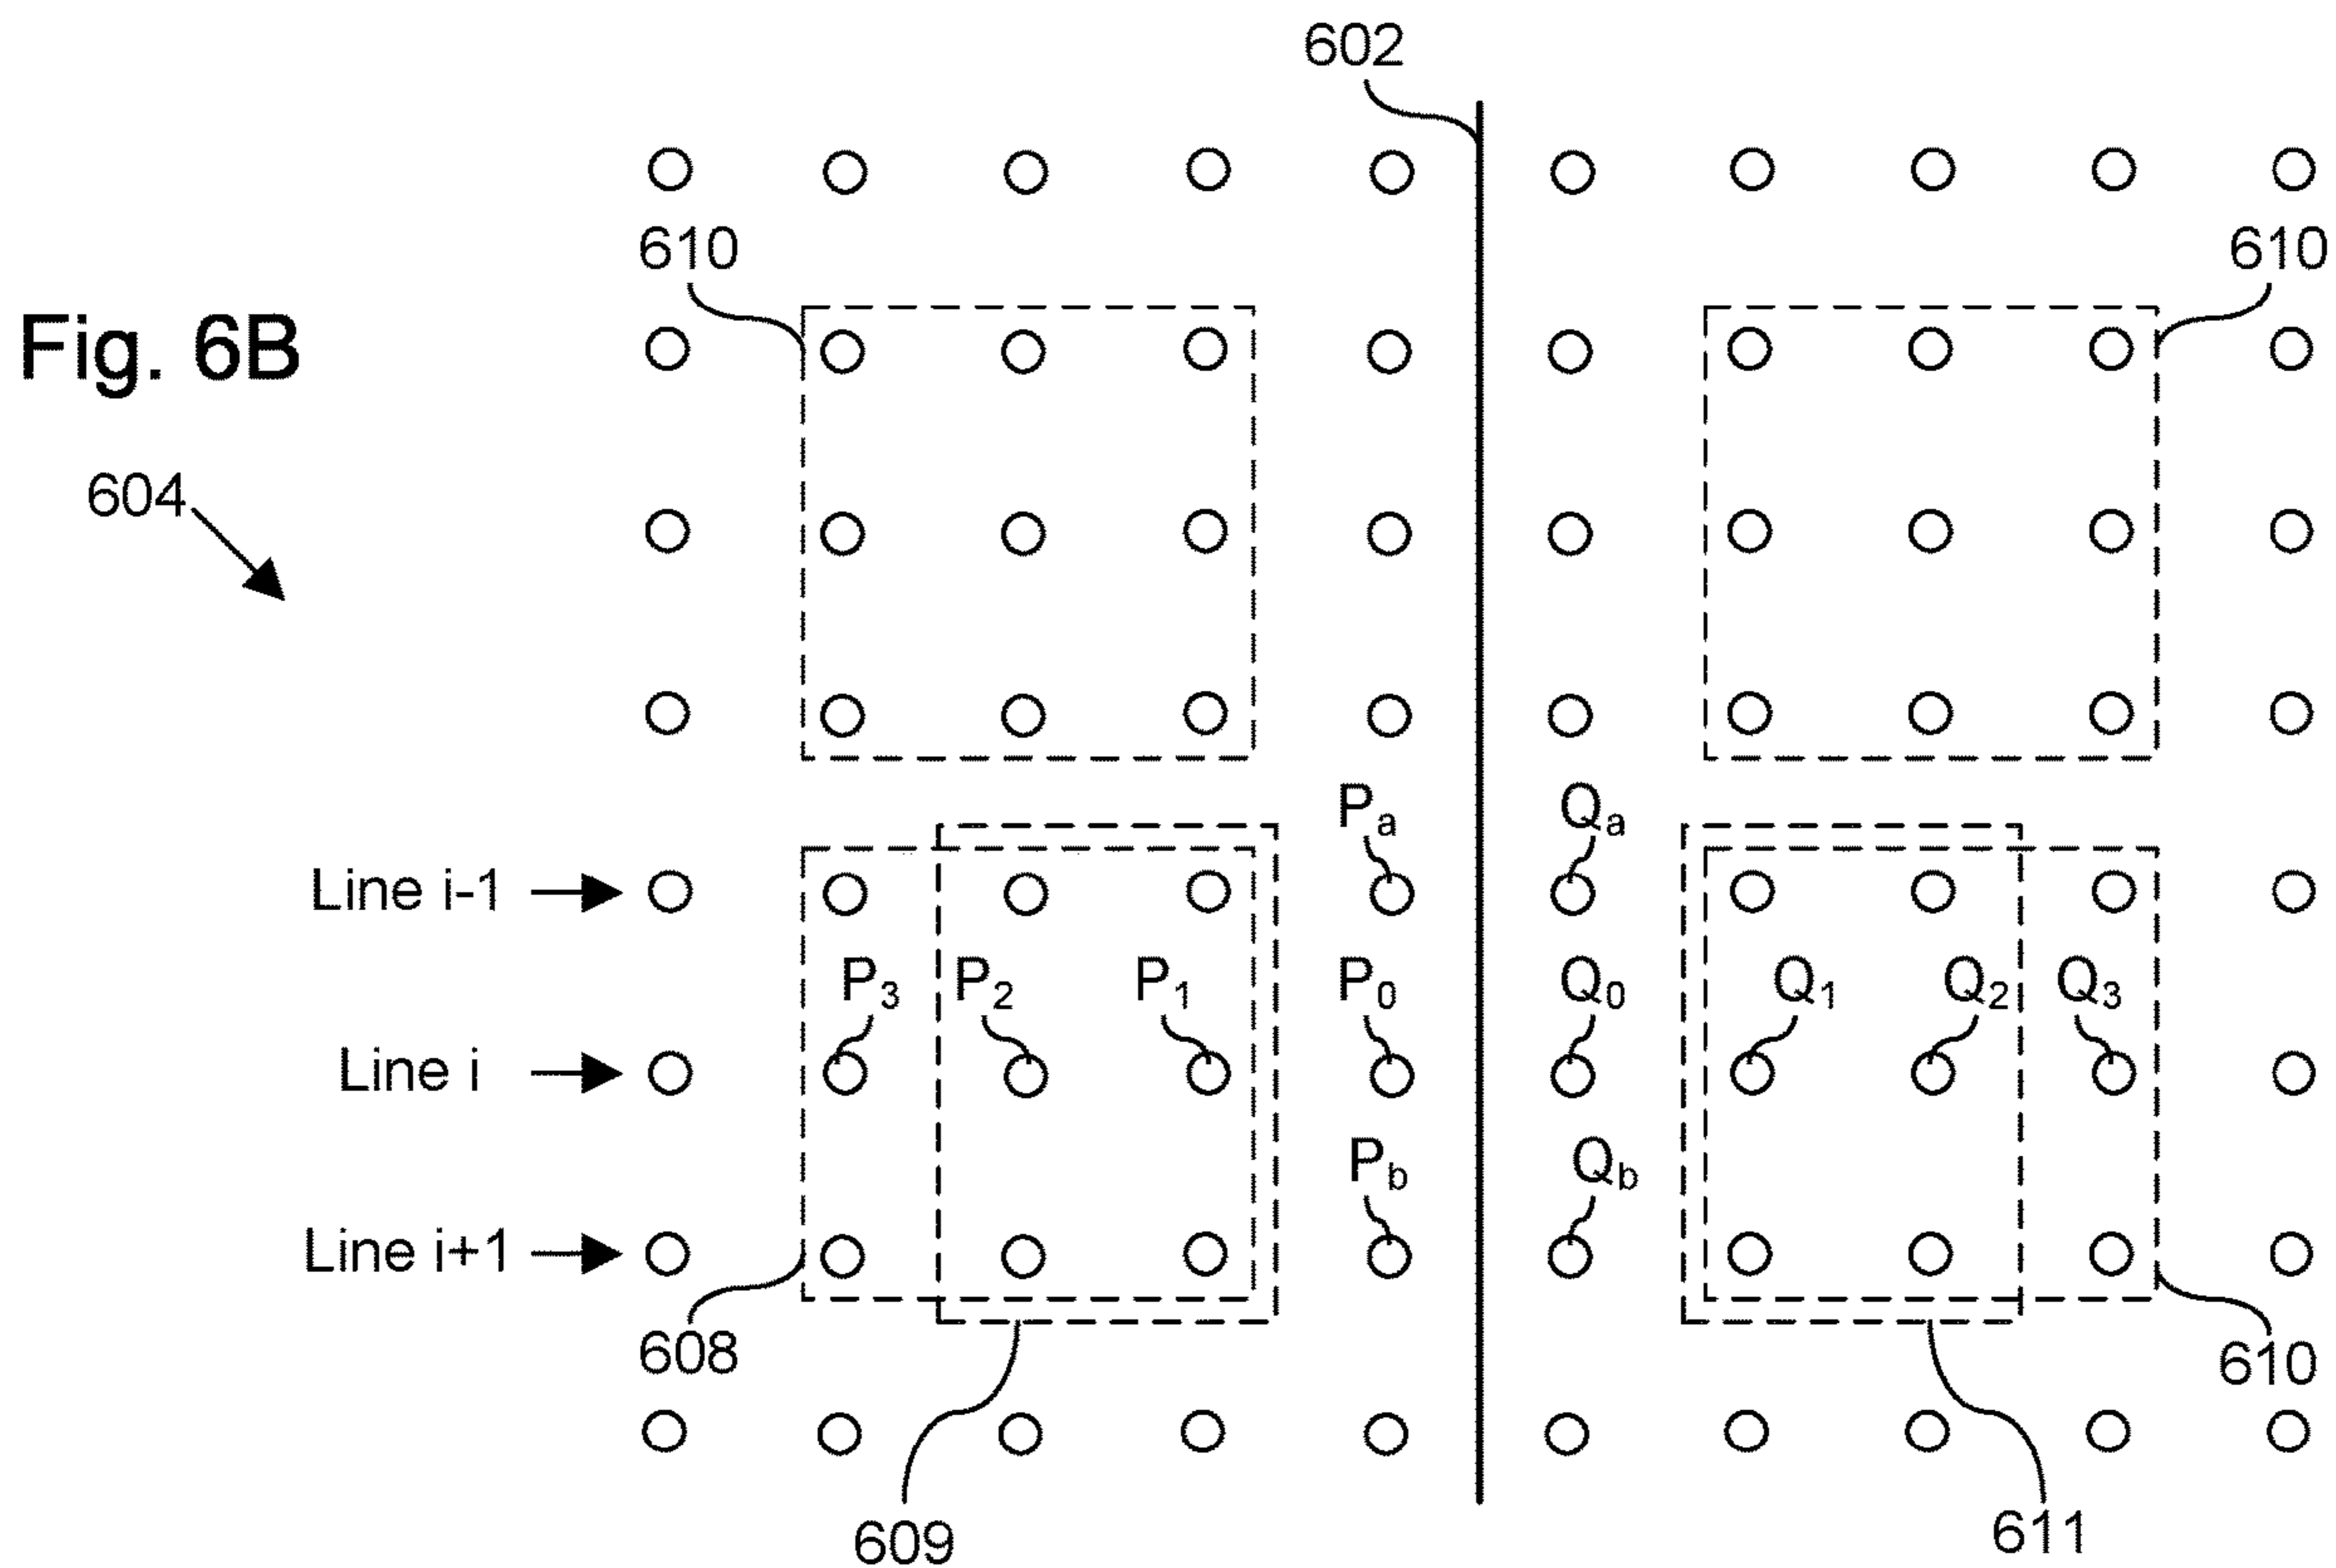 602
610 610
Fig. 6B
604
Pa Qa
Line i-1
P3 P2 P1 P0 Q0 Q1 Q2 Q3
Line i
Pb Qb
Line i+1
608 610
609 611